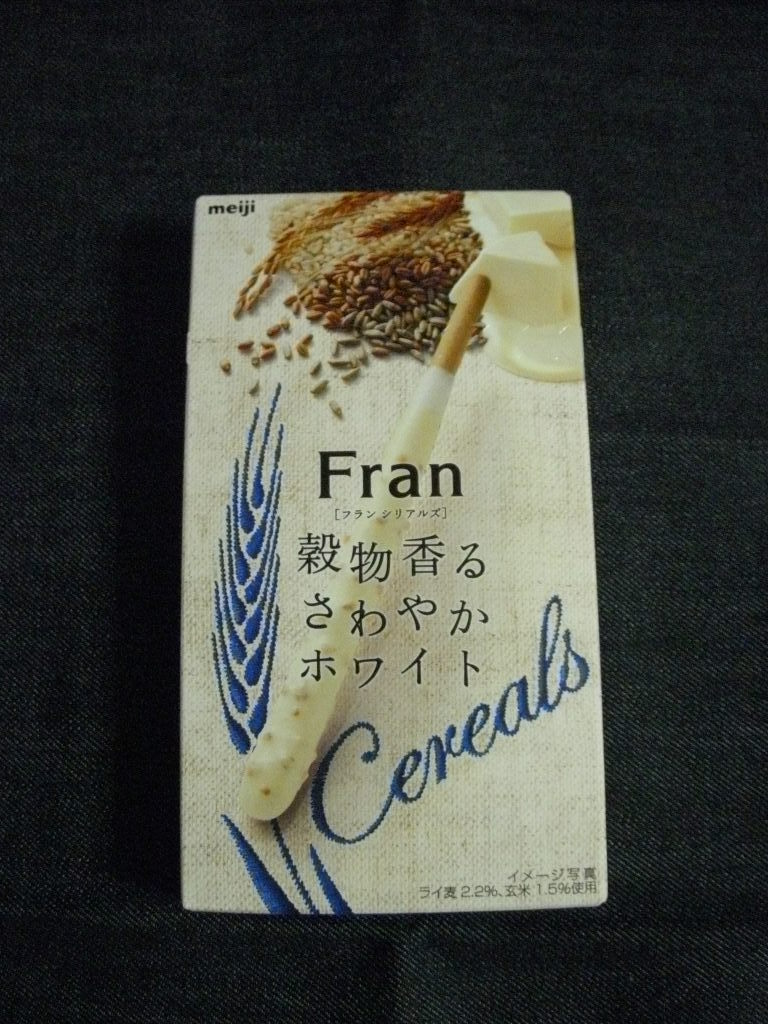 meiji
Fran
[フラン シリアルズ]
穀物香る
さわやか
ホワイト
Cereals
イメージ写真
ライ麦 2.2%、玄米 1.5%使用